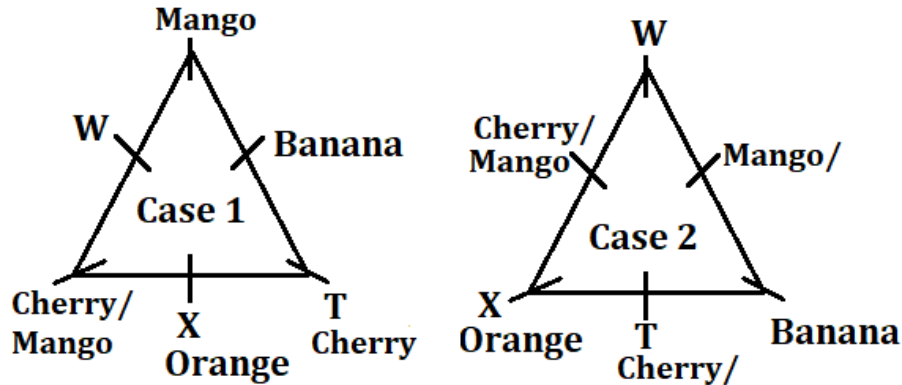 Mango
W
Banana
Case 1
Cherry/
Mango
X
Orange
T
Cherry
W
Cherry/
Mango
Mango/
Case 2
X
Orange
T
Cherry/
Banana